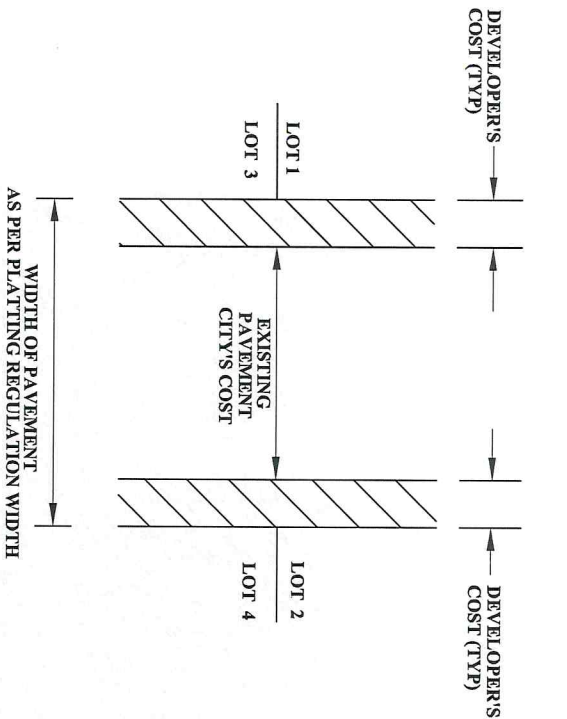 DEVELOPER'S
COST (TYP)
DEVELOPER'S
COST (TYP)
LOT 1
LOT 3
LOT 2
LOT 4
EXISTING
PAVEMENT
CITY'S COST
WIDTH OF PAVEMENT
AS PER PLATTING REGULATION WIDTH